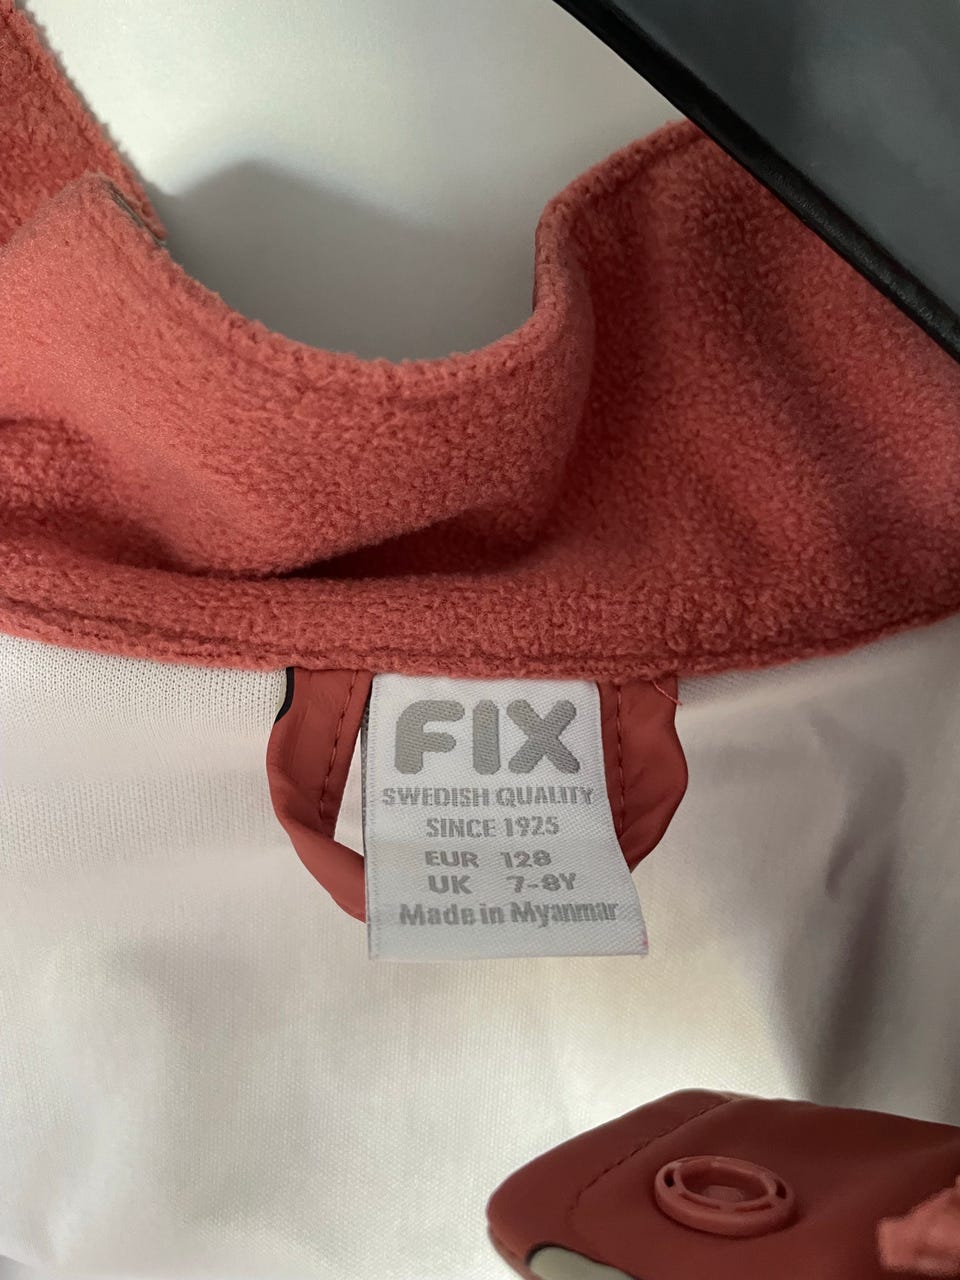 FIX
SWEDISH QUALITY
SINCE 1925
EUR 128
UK 7-8Y
Made in Myanmar